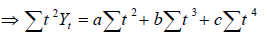 ⇒ ∑t²Yₜ = a∑t² + b∑t³ + c∑t⁴